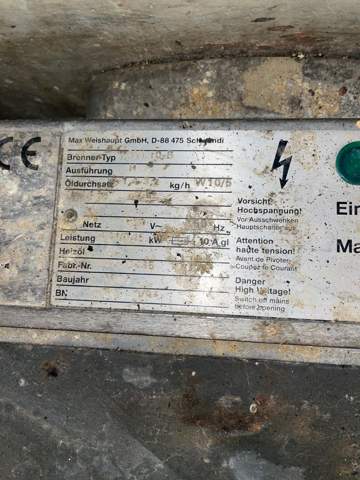 CE
Max Weishaupt GmbH, D-88 475 Schwendi
Brenner-Typ
Ausführung
Öldurchsatz kg/h W10/5
Netz V~ Hz
Leistung kW 10 A gl
Heizöl
Fabr.-Nr.
Baujahr
BN
Vorsicht
Hochspannung!
Vor Ausschwenken
Hauptschalter aus
Attention
haute tension!
Avant de Pivoter
Coupez le Courant
Danger
High Voltage!
Switch off mains
before opening
Ein
Ma